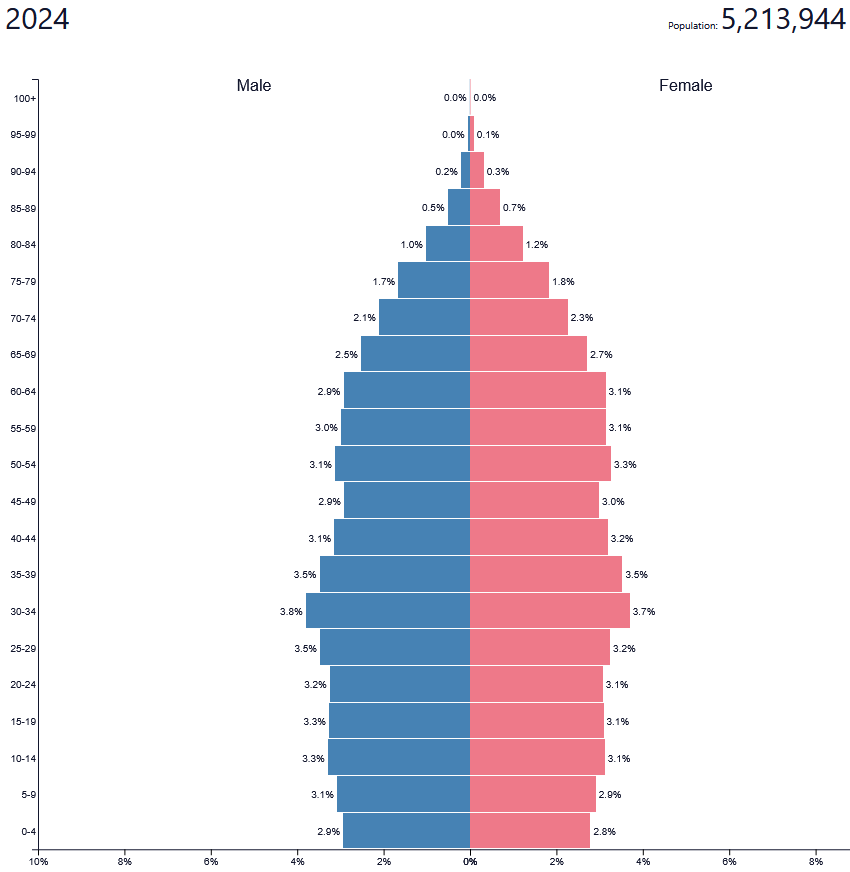 2024 Population: 5,213,944
Male Female
100+ 0.0% 0.0%
95-99 0.0% 0.1%
90-94 0.2% 0.3%
85-89 0.5% 0.7%
80-84 1.0% 1.2%
75-79 1.7% 1.8%
70-74 2.1% 2.3%
65-69 2.5% 2.7%
60-64 2.9% 3.1%
55-59 3.0% 3.1%
50-54 3.1% 3.3%
45-49 2.9% 3.0%
40-44 3.1% 3.2%
35-39 3.5% 3.5%
30-34 3.8% 3.7%
25-29 3.5% 3.2%
20-24 3.2% 3.1%
15-19 3.3% 3.1%
10-14 3.3% 3.1%
5-9 3.1% 2.9%
0-4 2.9% 2.8%
10% 8% 6% 4% 2% 0% 2% 4% 6% 8%